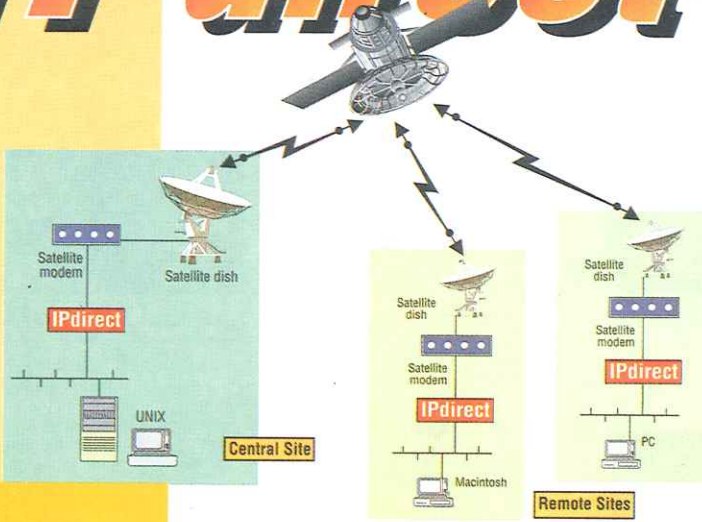 Satellite
modem
Satellite dish
IPdirect
UNIX
Central Site
Satellite
dish
Satellite
modem
IPdirect
Macintosh
Satellite
dish
Satellite
modem
IPdirect
PC
Remote Sites